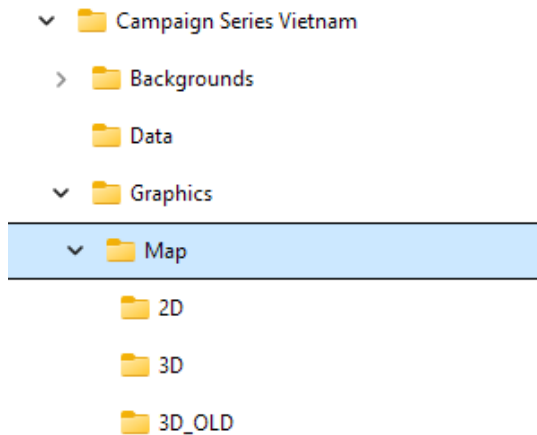 Campaign Series Vietnam
Backgrounds
Data
Graphics
Map
2D
3D
3D_OLD